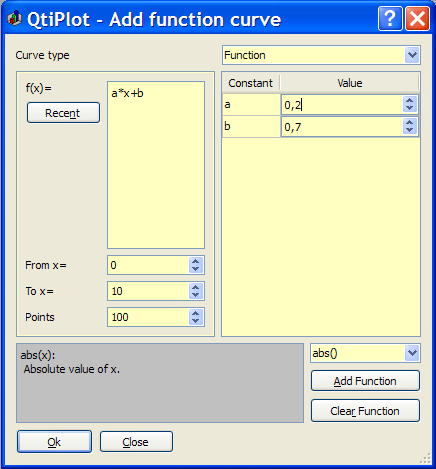 QtiPlot - Add function curve
Curve type
Function
f(x)=
Recent
a*x+b
Constant Value
a 0,2
b 0,7
From x= 0
To x= 10
Points 100
abs(x):
Absolute value of x.
abs()
Add Function
Clear Function
Ok
Close